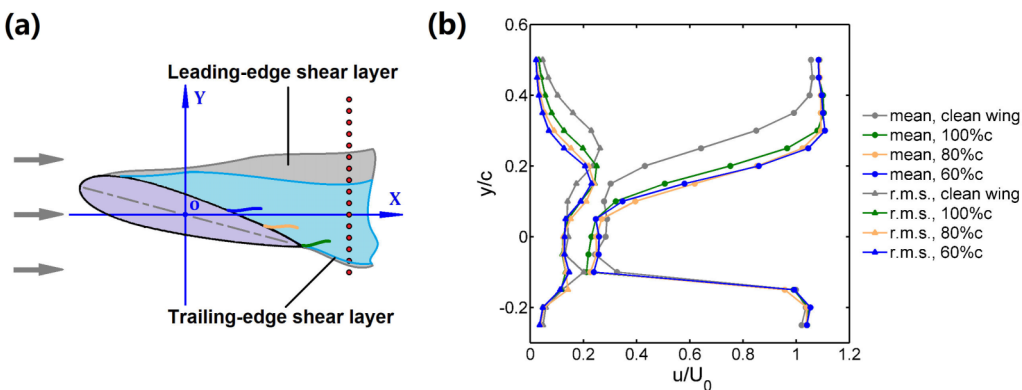 (a)
Leading-edge shear layer
Y
o
X
Trailing-edge shear layer
(b)
0.6
0.4
0.2
0
-0.2
y/c
0 0.2 0.4 0.6 0.8 1.0 1.2
u/U0
mean, clean wing
mean, 100%c
mean, 80%c
mean, 60%c
r.m.s., clean wing
r.m.s., 100%c
r.m.s., 80%c
r.m.s., 60%c